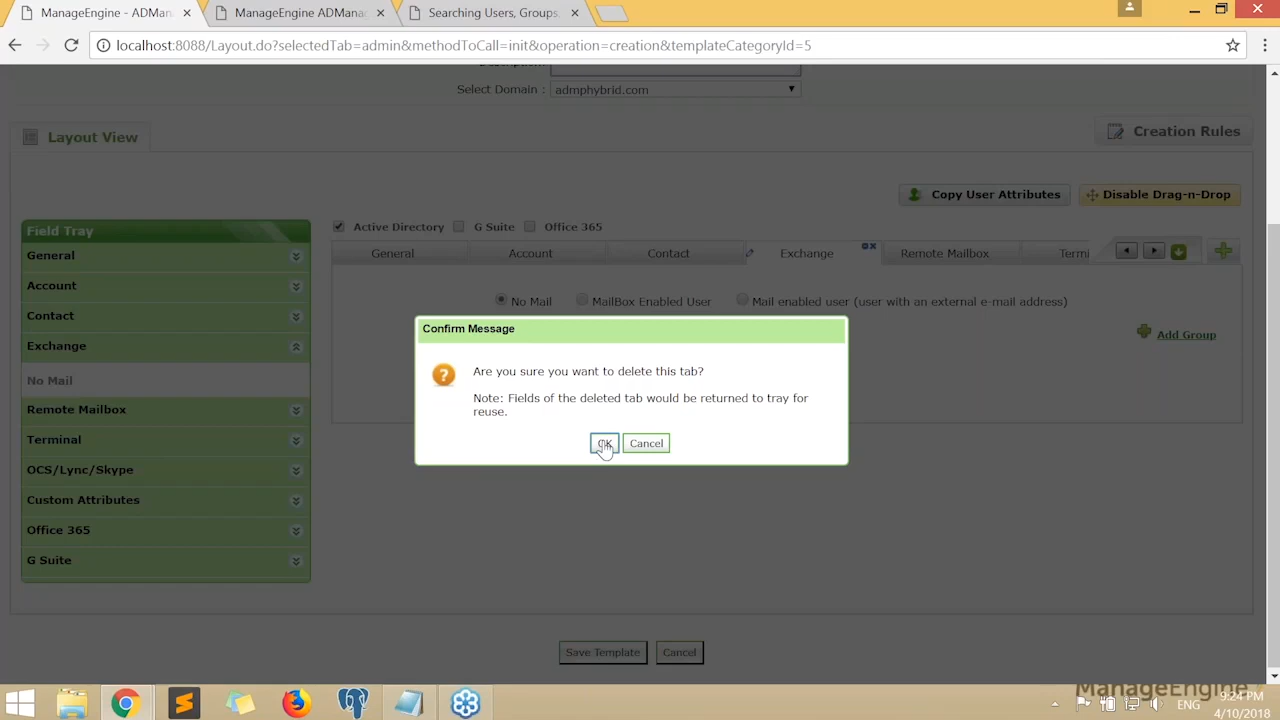 ManageEngine - ADMan
ManageEngine ADMana
Searching Users, Groups,
localhost:8088/Layout.do?selectedTab=admin&methodToCall=init&operation=creation&templateCategoryId=5
Description:
Select Domain :
admphybrid.com
Layout View
Creation Rules
Copy User Attributes
Disable Drag-n-Drop
Field Tray
General
Account
Contact
Exchange
No Mail
Remote Mailbox
Terminal
OCS/Lync/Skype
Custom Attributes
Office 365
G Suite
Active Directory
G Suite
Office 365
General
Account
Contact
Exchange
Remote Mailbox
Termi
No Mail
MailBox Enabled User
Mail enabled user (user with an external e-mail address)
Add Group
Confirm Message
Are you sure you want to delete this tab?
Note: Fields of the deleted tab would be returned to tray for
reuse.
OK
Cancel
Save Template
Cancel
ManageEngine
ENG
9:24 PM
4/10/2018